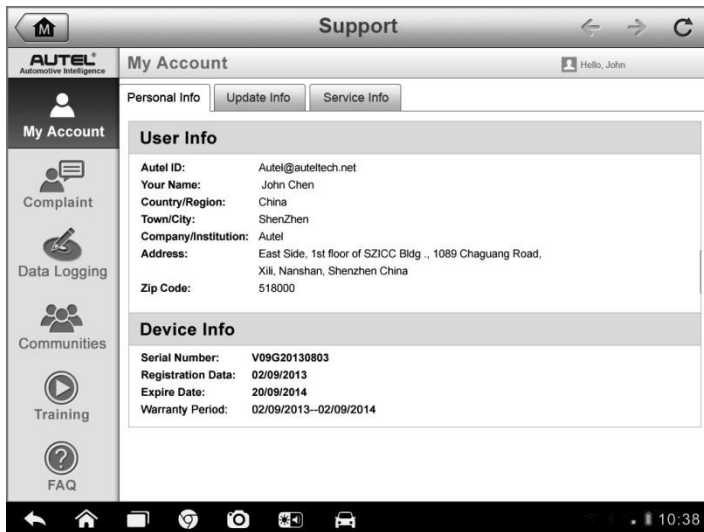 M
Support
AUTEL®
Automotive Intelligence
My Account
Hello, John
My Account
Complaint
Data Logging
Communities
Training
FAQ
Personal Info
Update Info
Service Info
User Info
Autel ID: Autel@auteltech.net
Your Name: John Chen
Country/Region: China
Town/City: ShenZhen
Company/Institution: Autel
Address: East Side, 1st floor of SZICC Bldg ., 1089 Chaguang Road,
Xili, Nanshan, Shenzhen China
Zip Code: 518000
Device Info
Serial Number: V09G20130803
Registration Data: 02/09/2013
Expire Date: 20/09/2014
Warranty Period: 02/09/2013--02/09/2014
10:38